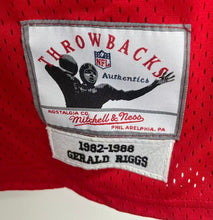 THROWBACKS
NFL
Authentics
NOSTALGIA CO.
Mitchell & Ness
PHILADELPHIA, PA
1982-1988
GERALD RIGGS